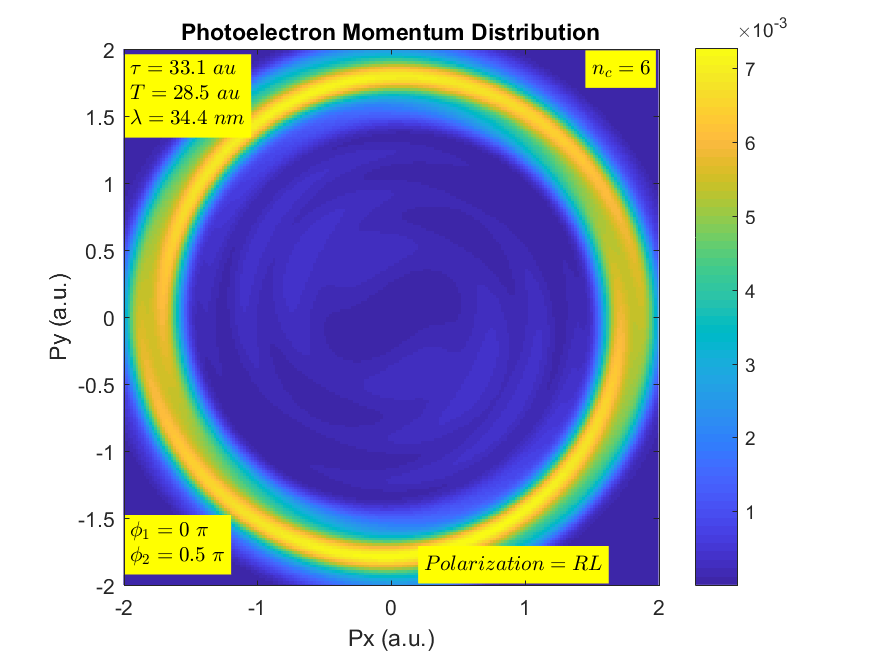 Photoelectron Momentum Distribution
×10⁻³
τ = 33.1 au
T = 28.5 au
λ = 34.4 nm
n_c = 6
ϕ₁ = 0 π
ϕ₂ = 0.5 π
Polarization = RL
2
1.5
1
0.5
0
-0.5
-1
-1.5
-2
Py (a.u.)
-2
-1
0
1
2
Px (a.u.)
7
6
5
4
3
2
1